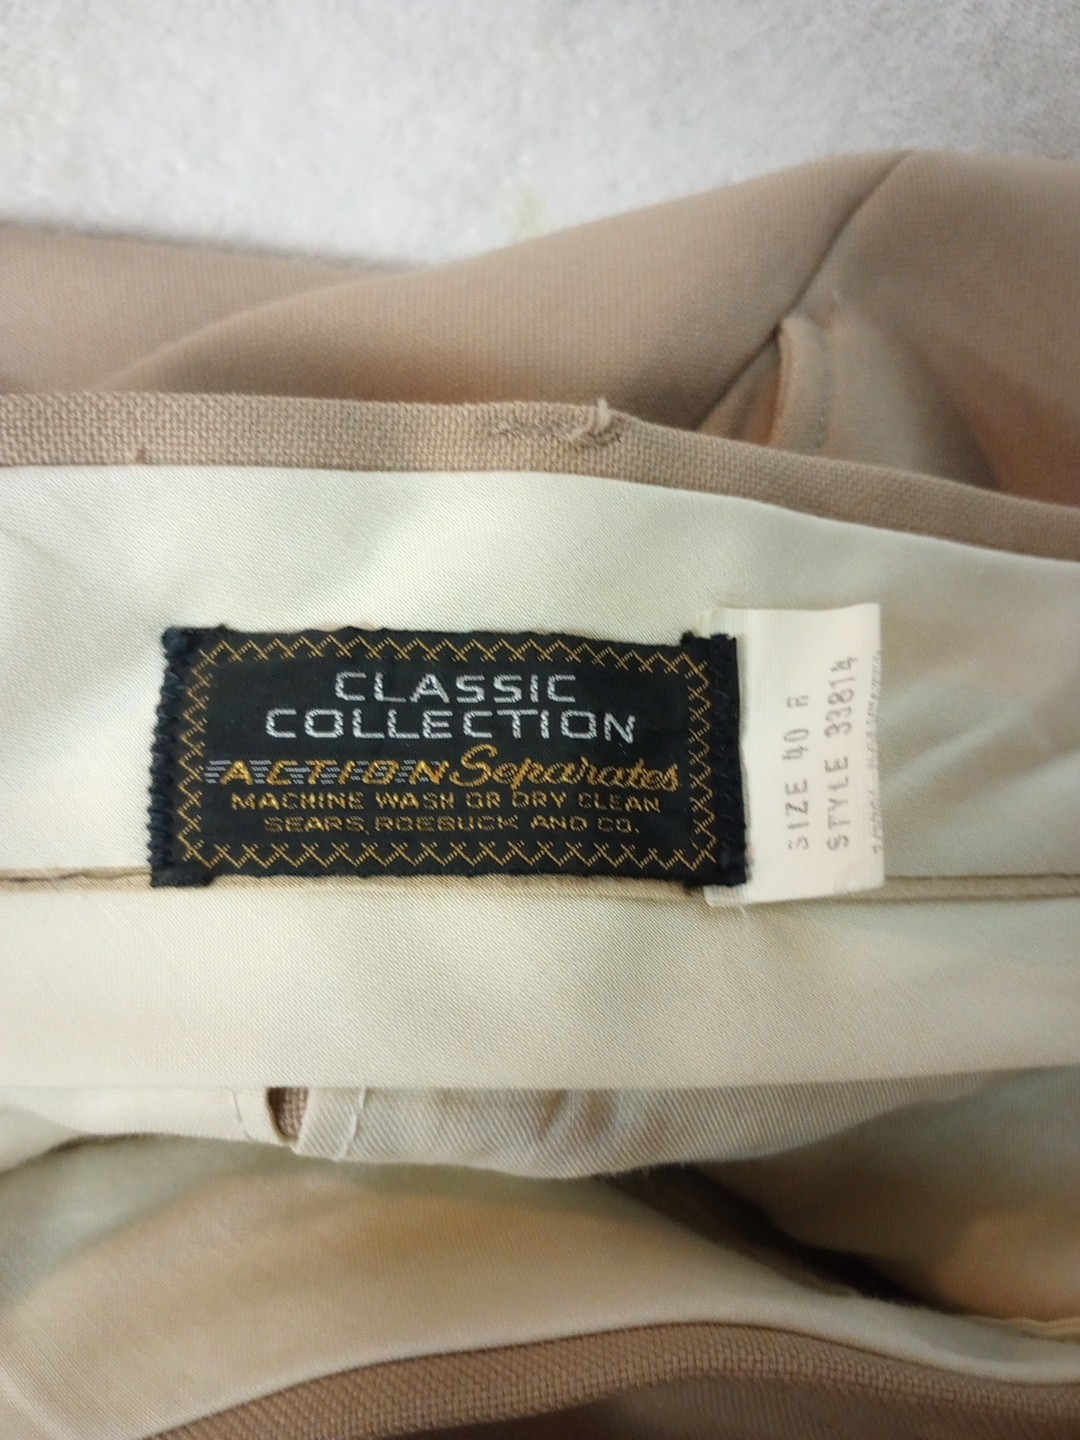 CLASSIC
COLLECTION
ACTION Separates
MACHINE WASH OR DRY CLEAN
SEARS, ROEBUCK AND CO.
SIZE 40 R
STYLE 33814